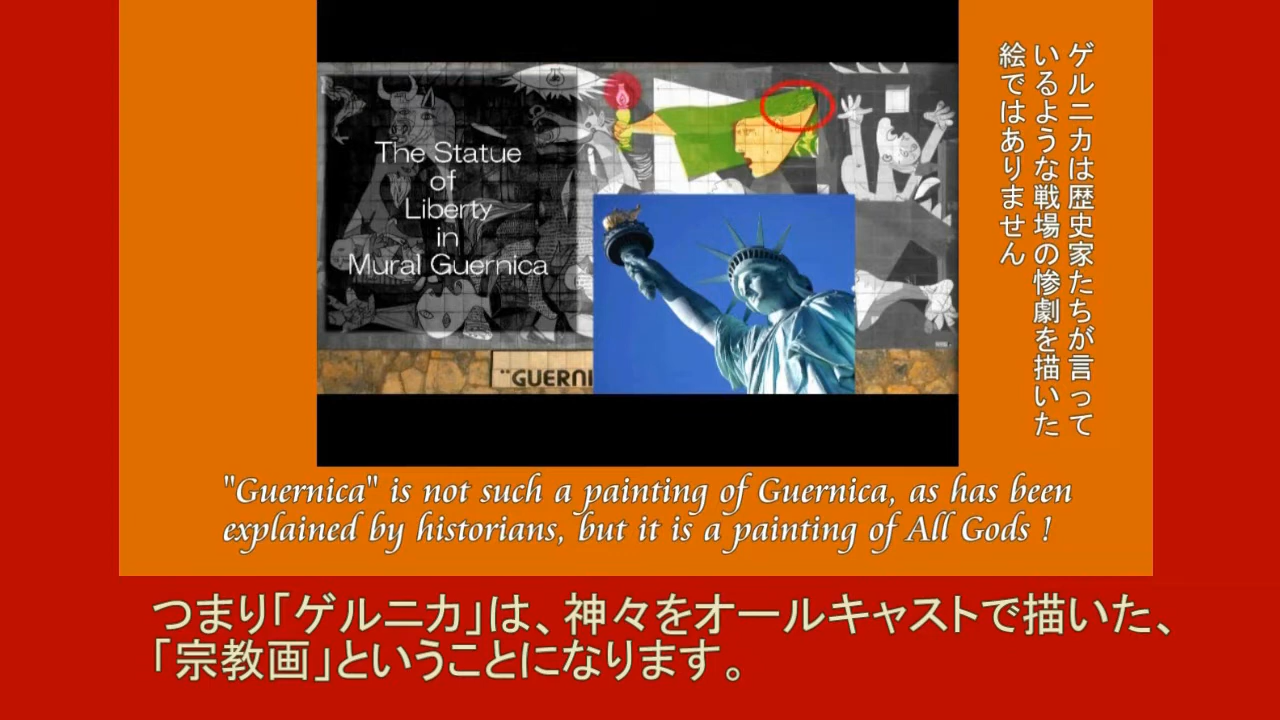 The Statue
of
Liberty
in
Mural Guernica
"GUERNI
ゲルニカは歴史家たちが言って
いるような戦場の惨劇を描いた
絵ではありません
"Guernica" is not such a painting of Guernica, as has been
explained by historians, but it is a painting of All Gods !
つまり「ゲルニカ」は、神々をオールキャストで描いた、
「宗教画」ということになります。